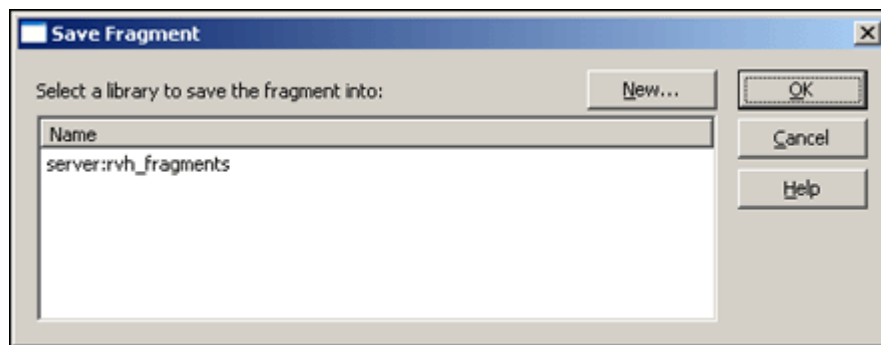 Save Fragment
Select a library to save the fragment into:
New...
OK
Name
Cancel
server:rvh_fragments
Help